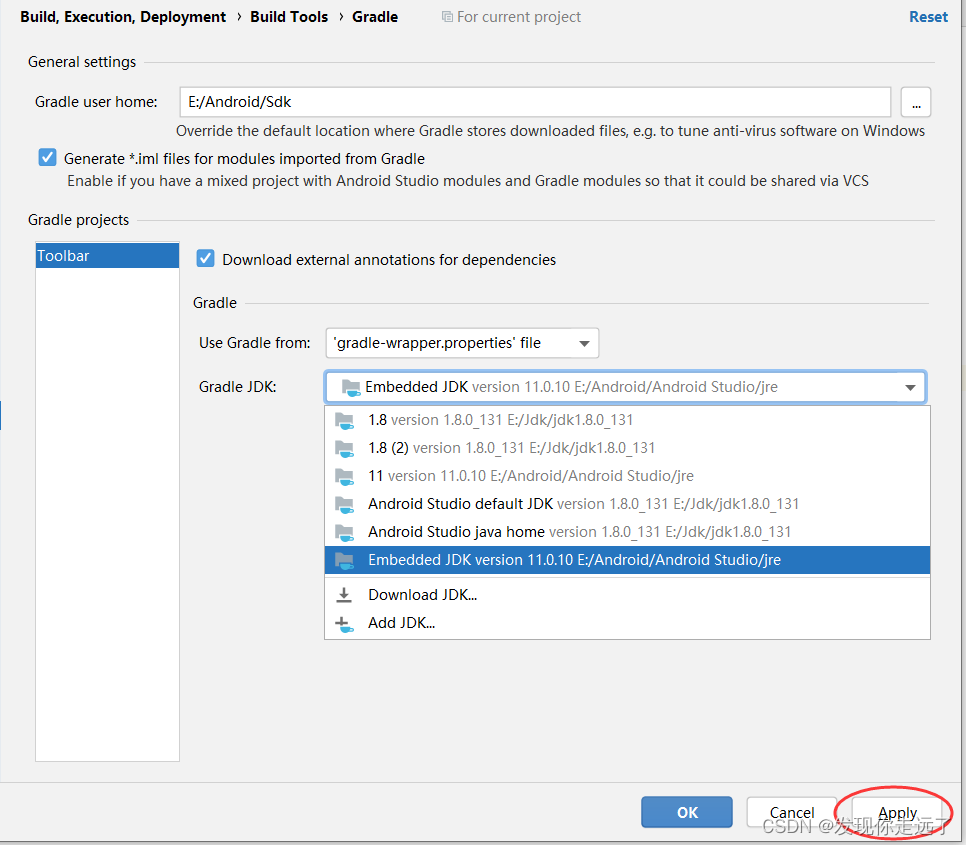 Build, Execution, Deployment › Build Tools › Gradle For current project Reset
General settings
Gradle user home: E:/Android/Sdk ...
Override the default location where Gradle stores downloaded files, e.g. to tune anti-virus software on Windows
Generate *.iml files for modules imported from Gradle
Enable if you have a mixed project with Android Studio modules and Gradle modules so that it could be shared via VCS
Gradle projects
Toolbar
Download external annotations for dependencies
Gradle
Use Gradle from: 'gradle-wrapper.properties' file
Gradle JDK: Embedded JDK version 11.0.10 E:/Android/Android Studio/jre
1.8 version 1.8.0_131 E:/Jdk/jdk1.8.0_131
1.8 (2) version 1.8.0_131 E:/Jdk/jdk1.8.0_131
11 version 11.0.10 E:/Android/Android Studio/jre
Android Studio default JDK version 1.8.0_131 E:/Jdk/jdk1.8.0_131
Android Studio java home version 1.8.0_131 E:/Jdk/jdk1.8.0_131
Embedded JDK version 11.0.10 E:/Android/Android Studio/jre
Download JDK...
Add JDK...
OK Cancel Apply
CSDN @发现你走远了